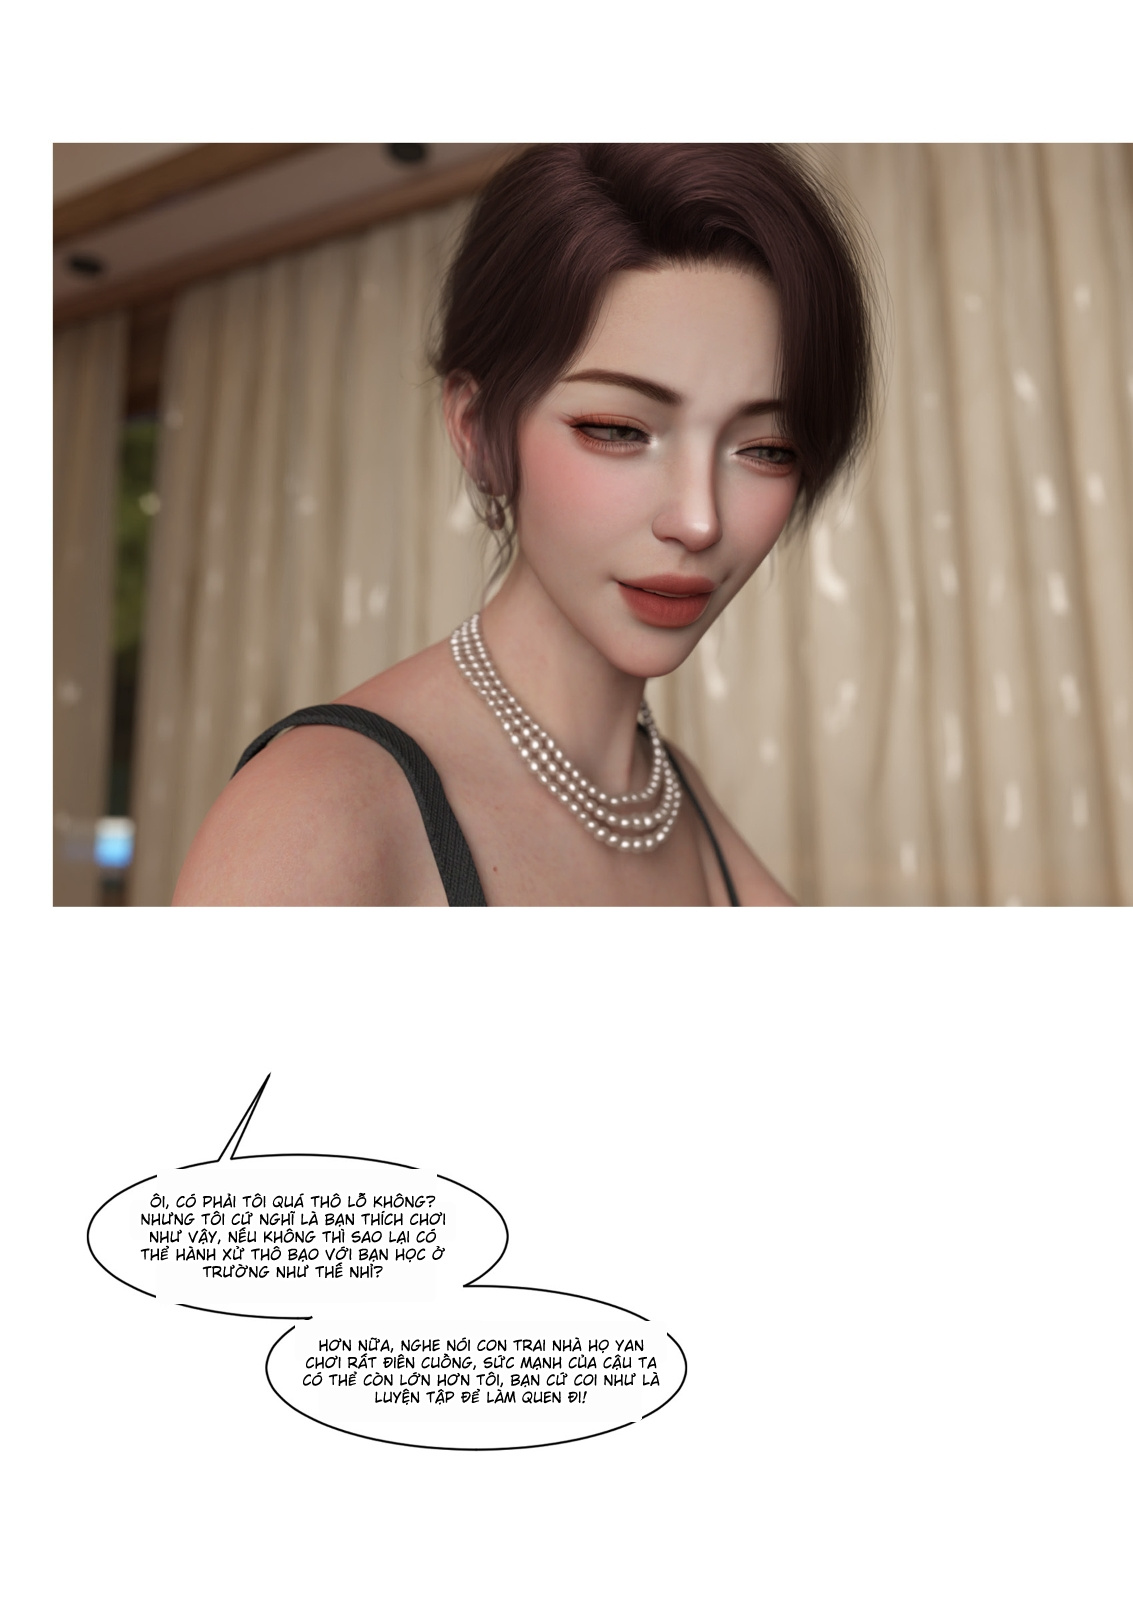 ÔI, CÓ PHẢI TÔI QUÁ THÔ LỖ KHÔNG?
NHƯNG TÔI CỨ NGHĨ LÀ BẠN THÍCH CHƠI
NHƯ VẬY, NẾU KHÔNG THÌ SAO LẠI CÓ
THỂ HÀNH XỬ THÔ BẠO VỚI BẠN HỌC Ở
TRƯỜNG NHƯ THẾ NHỈ?
HƠN NỮA, NGHE NÓI CON TRAI NHÀ HỌ YAN
CHƠI RẤT ĐIÊN CUỒNG, SỨC MẠNH CỦA CẬU TA
CÓ THỂ CÒN LỚN HƠN TÔI, BẠN CỨ COI NHƯ LÀ
LUYỆN TẬP ĐỂ LÀM QUEN ĐI!